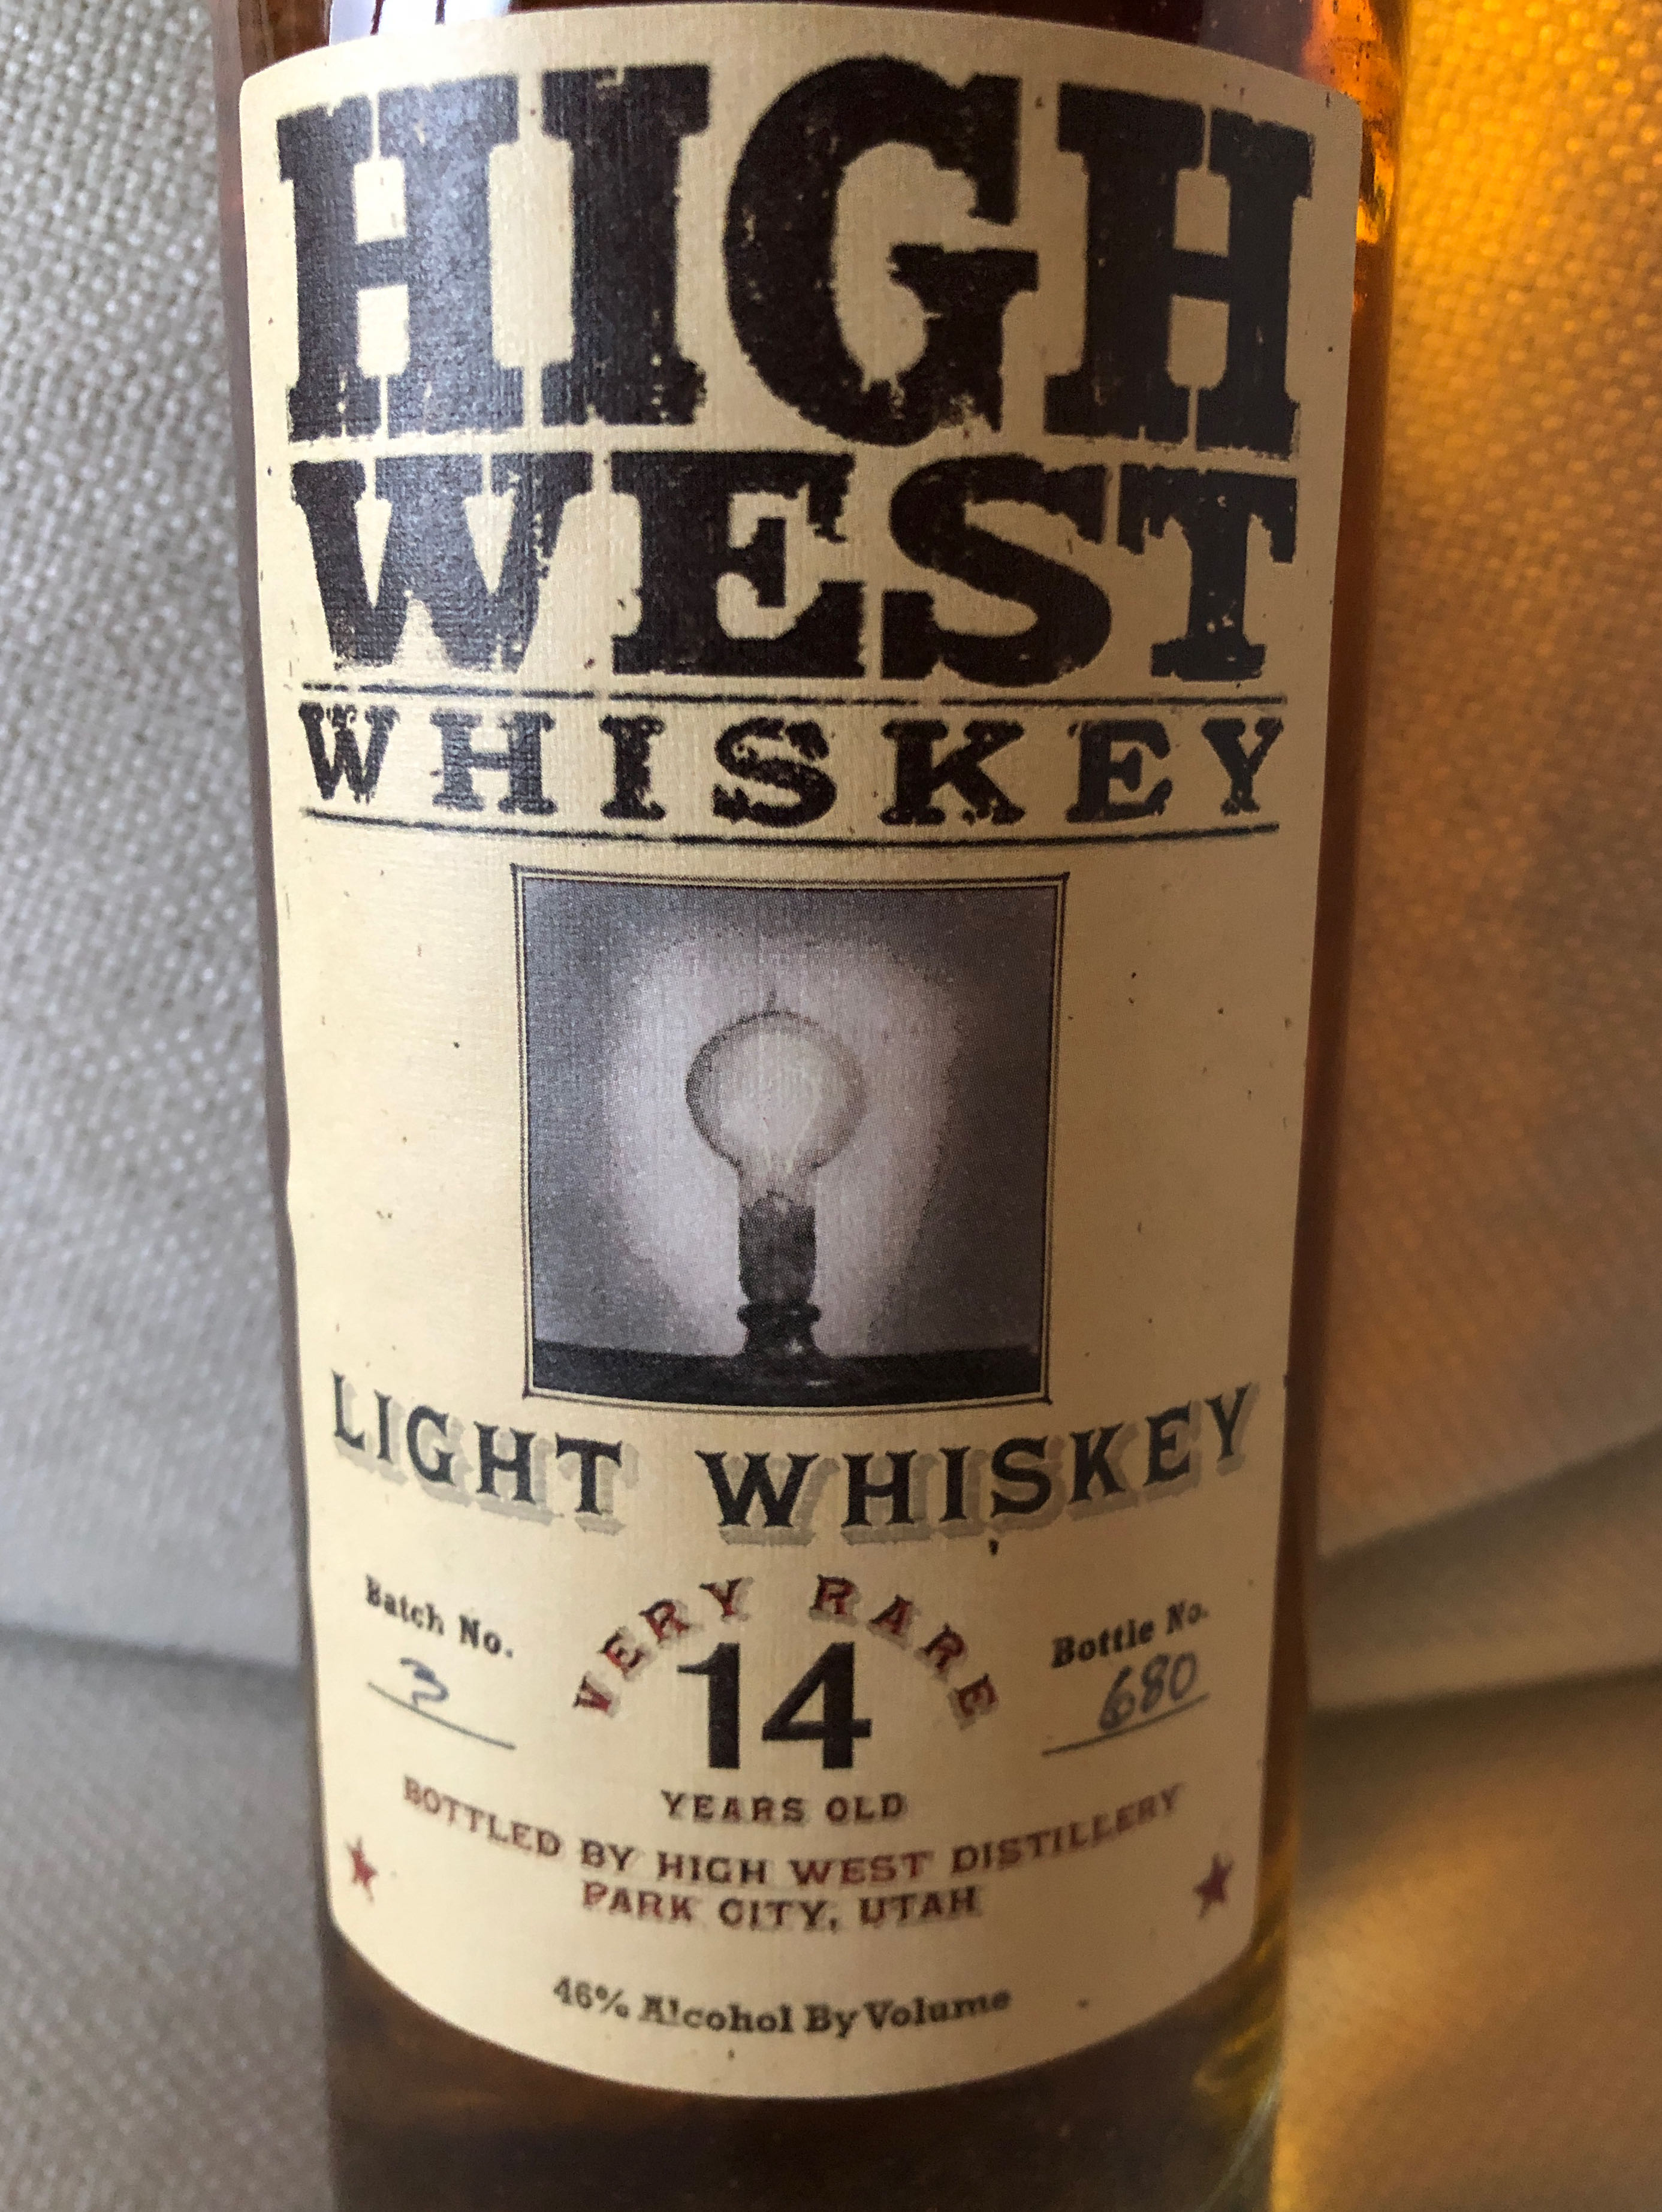 HIGH
WEST
WHISKEY
LIGHT WHISKEY
VERY RARE
Batch No.
3
14
Bottle No.
680
YEARS OLD
BOTTLED BY HIGH WEST DISTILLERY
PARK CITY, UTAH
46% Alcohol By Volume